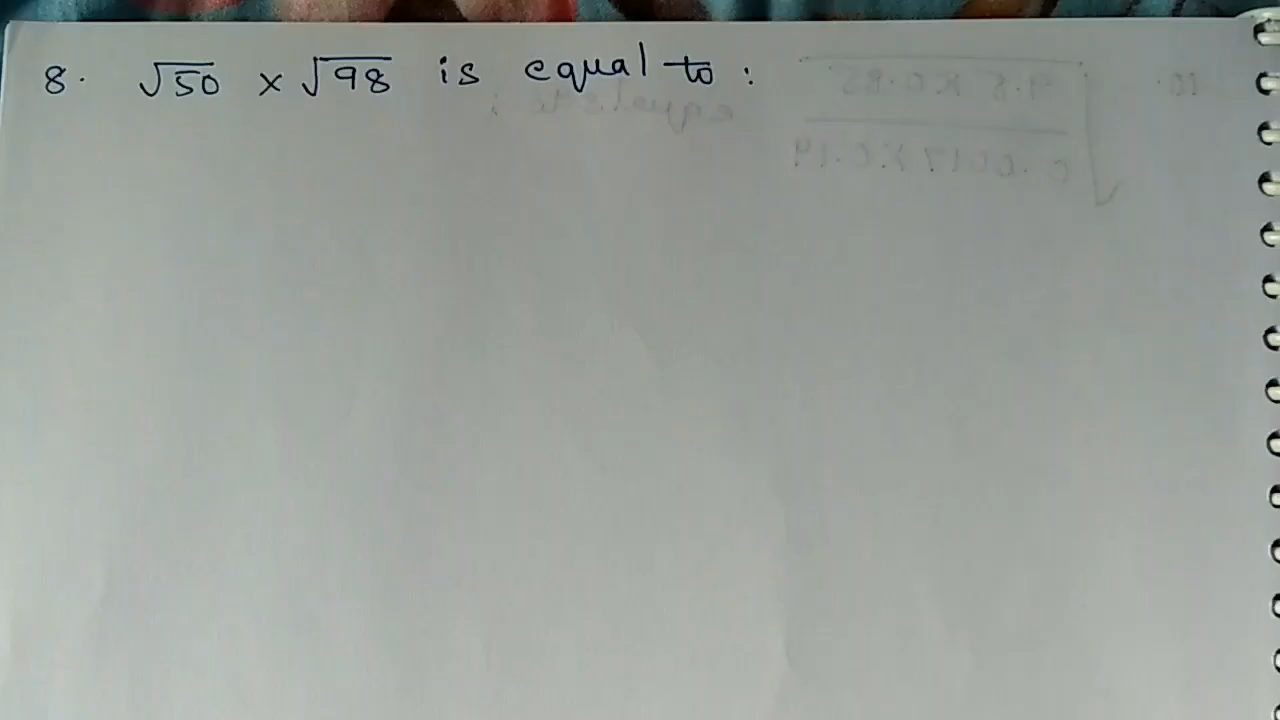 8. √50 × √98 is equal to :